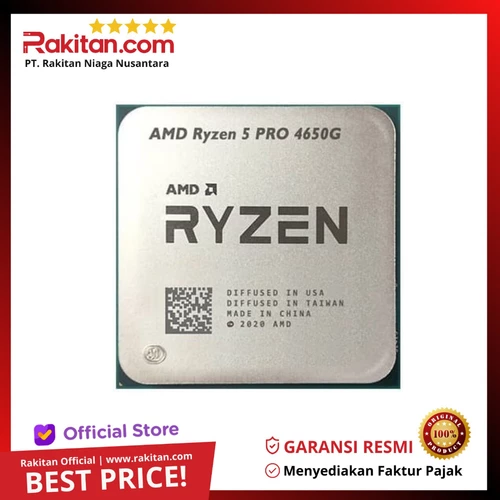 Rakitan.com
PT. Rakitan Niaga Nusantara
AMD Ryzen 5 PRO 4650G
AMD
RYZEN
DIFFUSED IN USA
DIFFUSED IN TAIWAN
MADE IN CHINA
© 2020 AMD
Official Store
Rakitan Official | www.rakitan.com
BEST PRICE!
GARANSI RESMI
Menyediakan Faktur Pajak
ORIGINAL
100%
PRODUCT